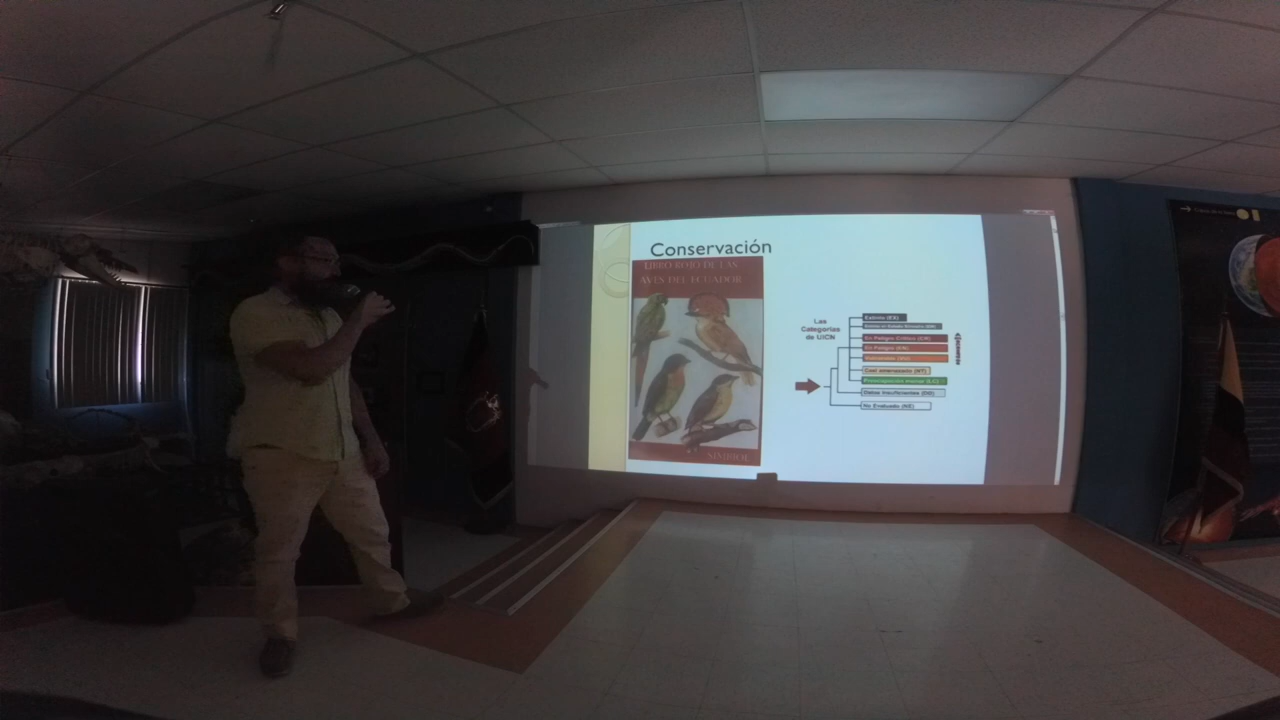 Conservación
LIBRO ROJO DE LAS
AVES DEL ECUADOR
SIMBIOE
Las
Categorías
de UICN
Extinto (EX)
En Peligro Crítico (CR)
En Peligro (EN)
Vulnerable (VU)
Casi amenazado (NT)
Preocupación menor (LC)
Datos Insuficientes (DD)
No Evaluado (NE)